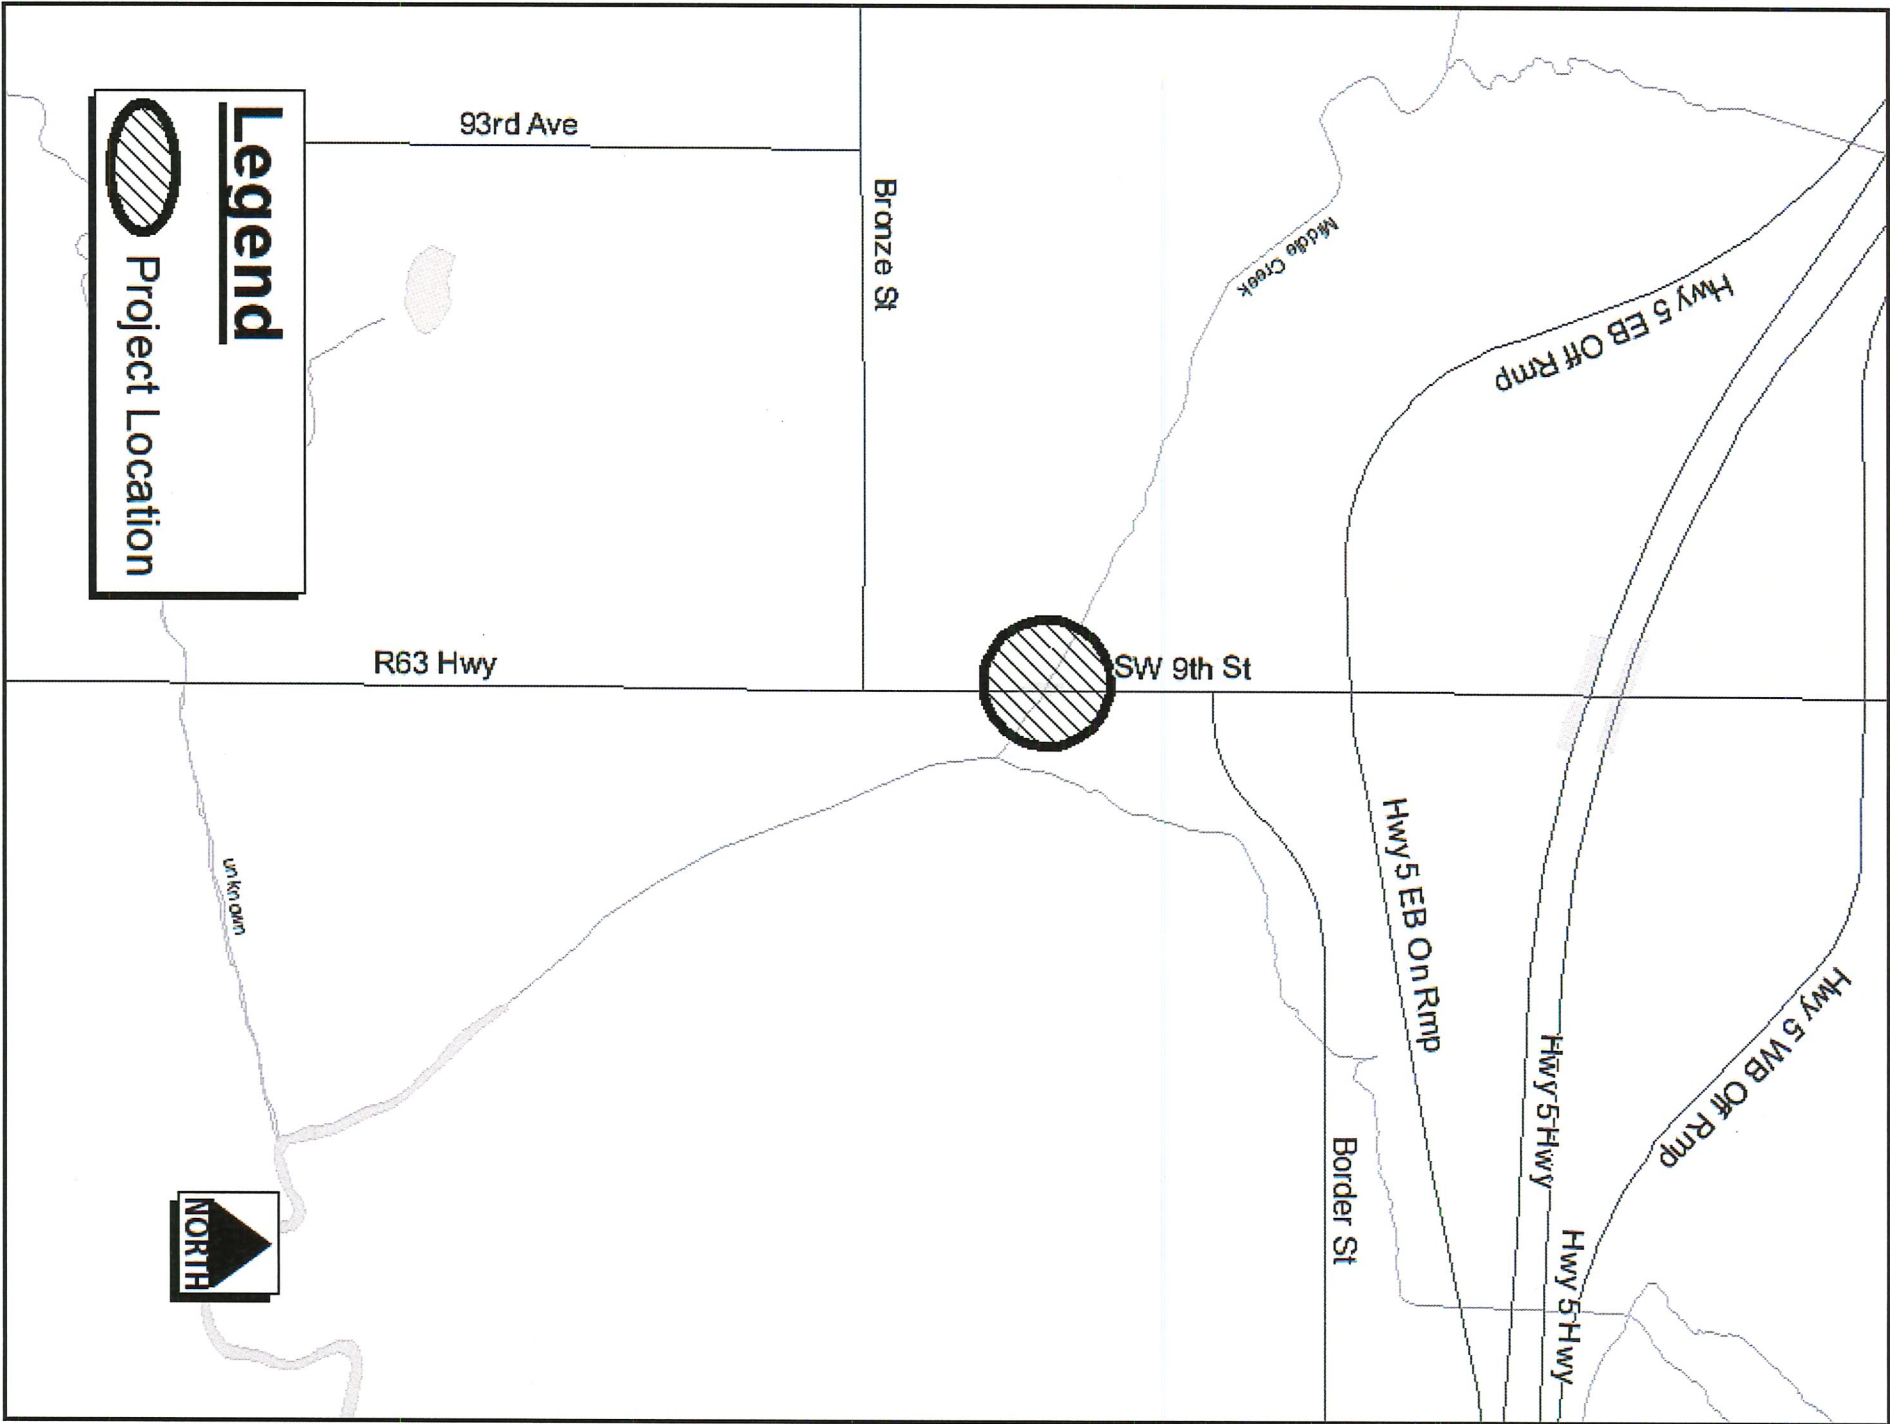 Hwy 5 WB Off Rmp
Hwy 5 EB Off Rmp
Hwy 5 Hwy
Hwy 5 Hwy
Hwy 5 EB On Rmp
Border St
SW 9th St
Middle Creek
Bronze St
93rd Ave
R63 Hwy
unknown
Legend
Project Location
NORTH